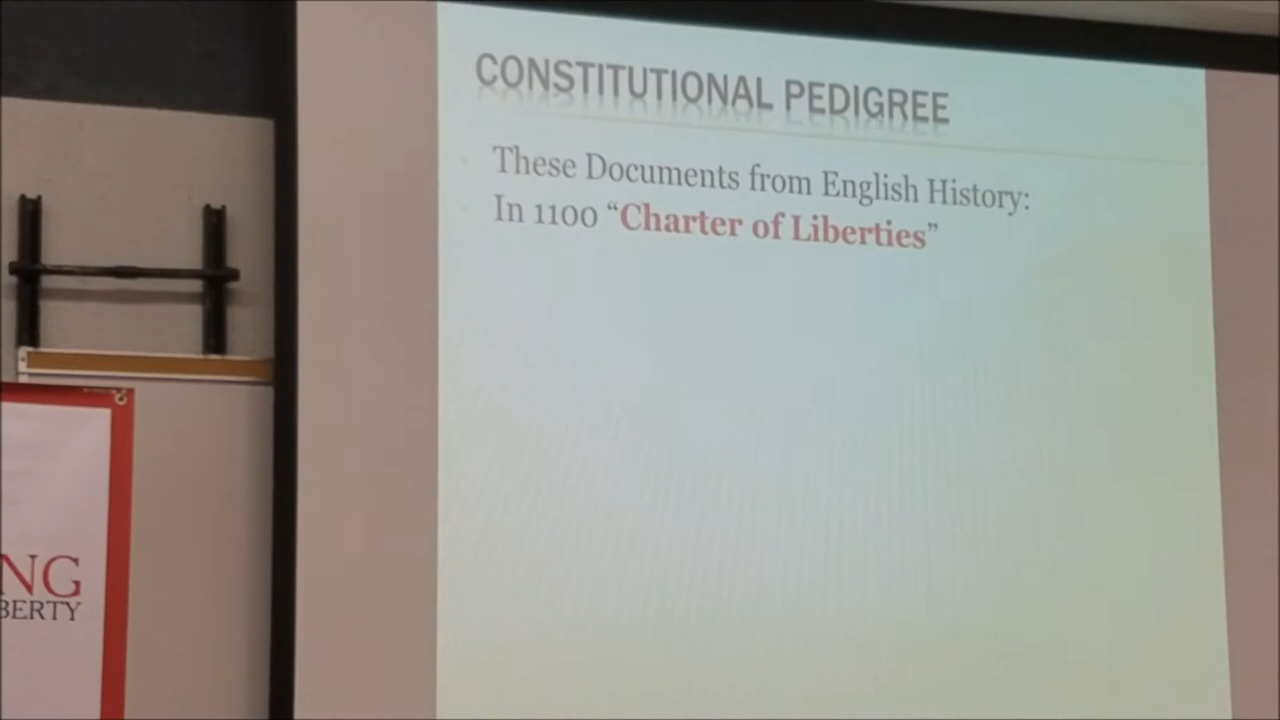 CONSTITUTIONAL PEDIGREE
These Documents from English History:
In 1100 “Charter of Liberties”
NG
BERTY